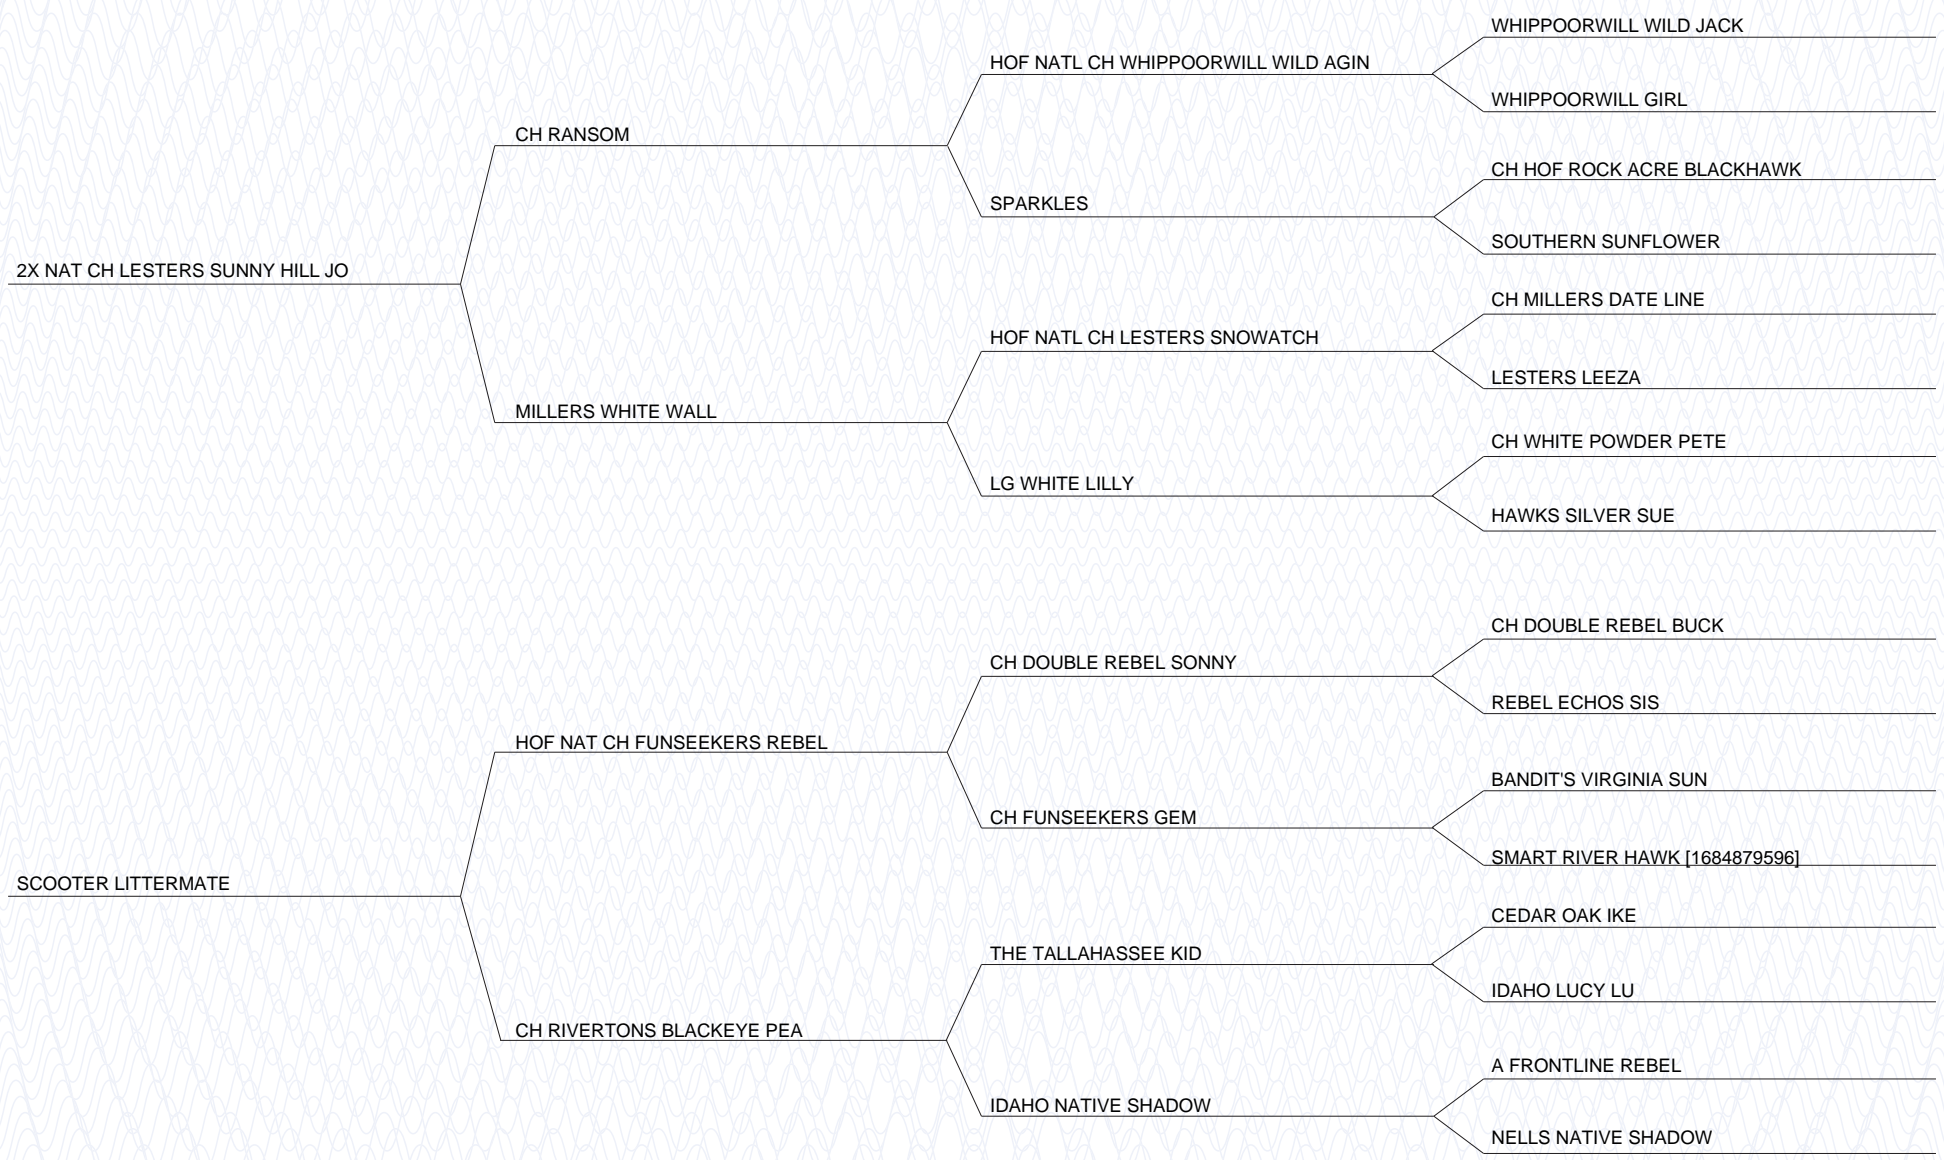 WHIPPOORWILL WILD JACK
HOF NATL CH WHIPPOORWILL WILD AGIN
WHIPPOORWILL GIRL
CH RANSOM
CH HOF ROCK ACRE BLACKHAWK
SPARKLES
SOUTHERN SUNFLOWER
2X NAT CH LESTERS SUNNY HILL JO
CH MILLERS DATE LINE
HOF NATL CH LESTERS SNOWATCH
LESTERS LEEZA
MILLERS WHITE WALL
CH WHITE POWDER PETE
LG WHITE LILLY
HAWKS SILVER SUE
CH DOUBLE REBEL BUCK
CH DOUBLE REBEL SONNY
REBEL ECHOS SIS
HOF NAT CH FUNSEEKERS REBEL
BANDIT'S VIRGINIA SUN
CH FUNSEEKERS GEM
SMART RIVER HAWK [1684879596]
SCOOTER LITTERMATE
CEDAR OAK IKE
THE TALLAHASSEE KID
IDAHO LUCY LU
CH RIVERTONS BLACKEYE PEA
A FRONTLINE REBEL
IDAHO NATIVE SHADOW
NELLS NATIVE SHADOW